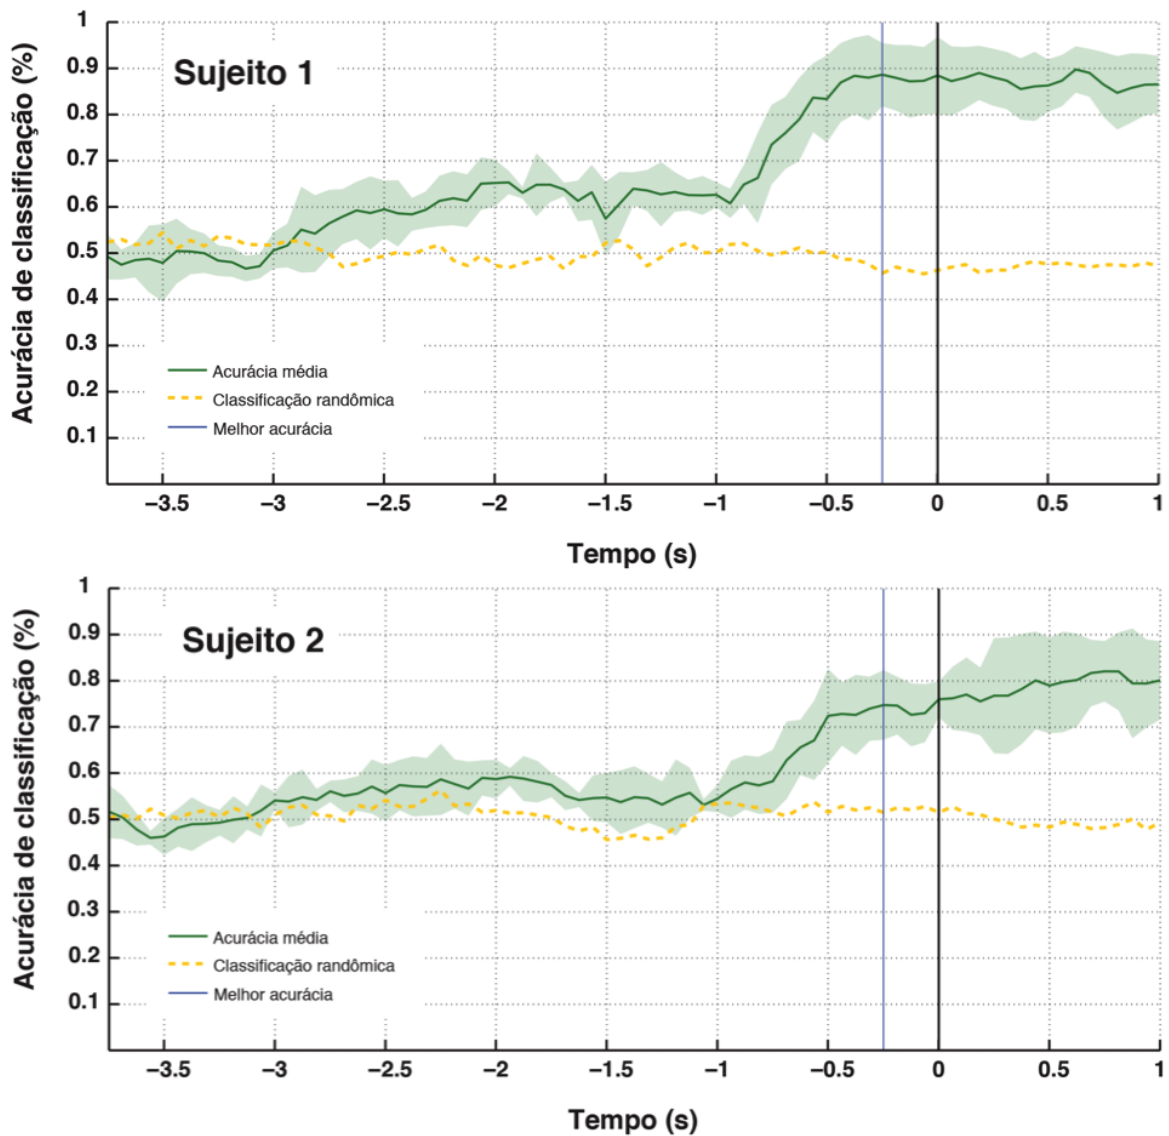 1
0.9
0.8
0.7
0.6
0.5
0.4
0.3
0.2
0.1
Acurácia de classificação (%)
Sujeito 1
Acurácia média
Classificação randômica
Melhor acurácia
−3.5 −3 −2.5 −2 −1.5 −1 −0.5 0 0.5 1
Tempo (s)
1
0.9
0.8
0.7
0.6
0.5
0.4
0.3
0.2
0.1
Acurácia de classificação (%)
Sujeito 2
Acurácia média
Classificação randômica
Melhor acurácia
−3.5 −3 −2.5 −2 −1.5 −1 −0.5 0 0.5 1
Tempo (s)